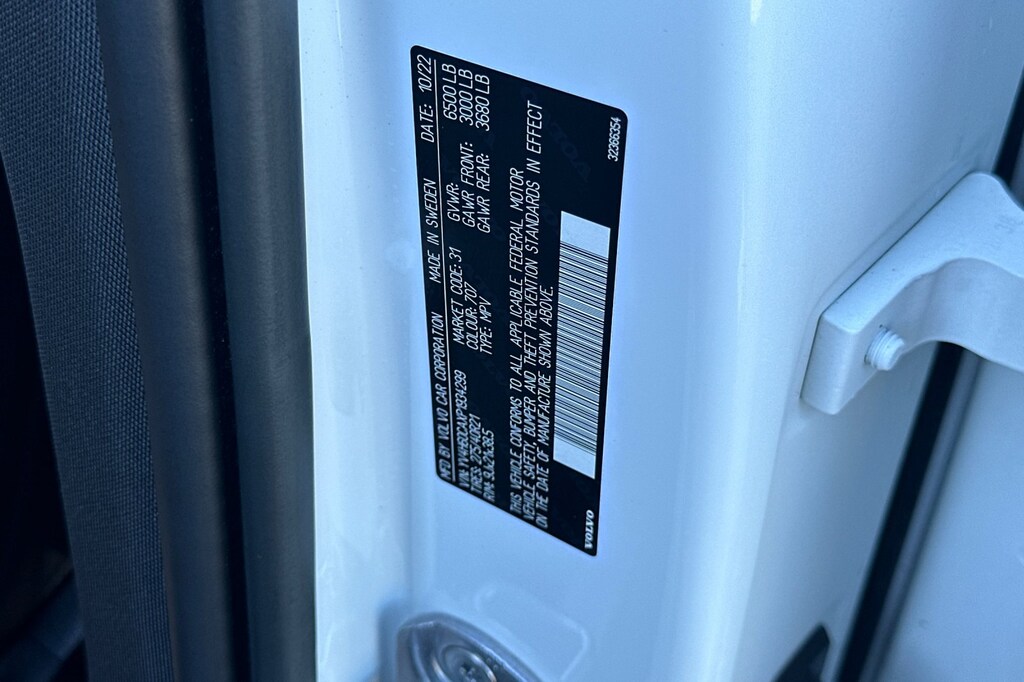 MFD BY VOLVO CAR CORPORATION MADE IN SWEDEN DATE: 10/22
GVWR: 6500 LB
GAWR FRONT: 3000 LB
GAWR REAR: 3680 LB
MARKET CODE: 31
COLOUR: 707
TYPE: MPV
THIS VEHICLE CONFORMS TO ALL APPLICABLE FEDERAL MOTOR
VEHICLE SAFETY, BUMPER AND THEFT PREVENTION STANDARDS IN EFFECT
ON THE DATE OF MANUFACTURE SHOWN ABOVE.
VOLVO
32366354